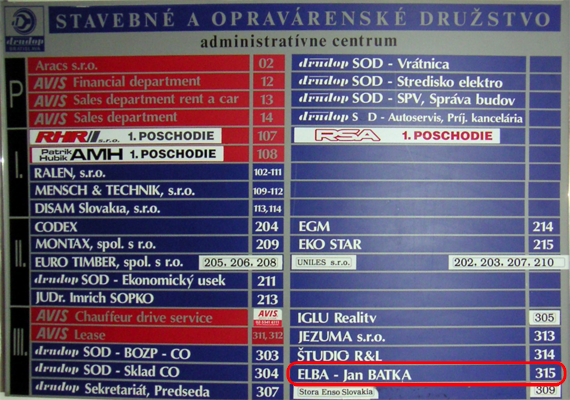 drudop
STAVEBNÉ A OPRAVÁRENSKÉ DRUŽSTVO
administratívne centrum
P
Aracs s.r.o. 02
AVIS Financial department 12
AVIS Sales department rent a car 13
AVIS Sales department 14
drudop SOD - Vrátnica
drudop SOD - Stredisko elektro
drudop SOD - SPV, Správa budov
drudop S D - Autoservis, Príj. kancelária
I.
RHR s.r.o. 1. POSCHODIE 107
Patrik Hubik AMH 1. POSCHODIE 108
RALEN, s.r.o. 102-111
MENSCH & TECHNIK, s.r.o. 109-112
DISAM Slovakia, s.r.o. 113,114
RSA 1. POSCHODIE
II.
CODEX 204
MONTAX, spol. s r.o. 209
EURO TIMBER, spol. s r.o. 205, 206, 208
drudop SOD - Ekonomický usek 211
JUDr. Imrich SOPKO 213
EGM 214
EKO STAR 215
UNILES s.r.o. 202, 203, 207, 210
III.
AVIS Chauffeur drive service AVIS
AVIS Lease 311, 312
drudop SOD - BOZP - CO 303
drudop SOD - Sklad CO 304
drudop Sekretariát, Predseda 307
IGLU Reality 305
JEZUMA s.r.o. 313
ŠTUDIO R&L 314
ELBA - Jan BATKA 315
Stora Enso Slovakia 309